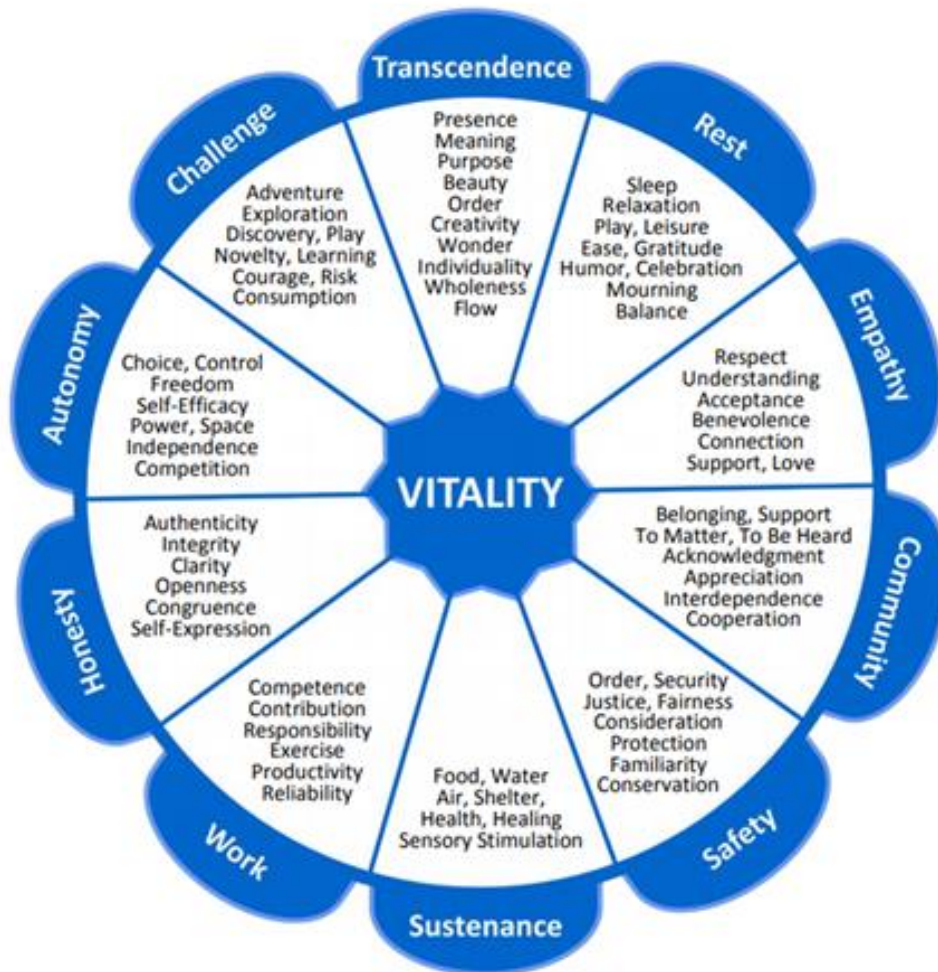 Transcendence
Presence
Meaning
Purpose
Beauty
Order
Creativity
Wonder
Individuality
Wholeness
Flow
Rest
Sleep
Relaxation
Play, Leisure
Ease, Gratitude
Humor, Celebration
Mourning
Balance
Empathy
Respect
Understanding
Acceptance
Benevolence
Connection
Support, Love
Community
Belonging, Support
To Matter, To Be Heard
Acknowledgment
Appreciation
Interdependence
Cooperation
Safety
Order, Security
Justice, Fairness
Consideration
Protection
Familiarity
Conservation
Sustenance
Food, Water
Air, Shelter,
Health, Healing
Sensory Stimulation
Work
Competence
Contribution
Responsibility
Exercise
Productivity
Reliability
Honesty
Authenticity
Integrity
Clarity
Openness
Congruence
Self-Expression
Autonomy
Choice, Control
Freedom
Self-Efficacy
Power, Space
Independence
Competition
Challenge
Adventure
Exploration
Discovery, Play
Novelty, Learning
Courage, Risk
Consumption
VITALITY